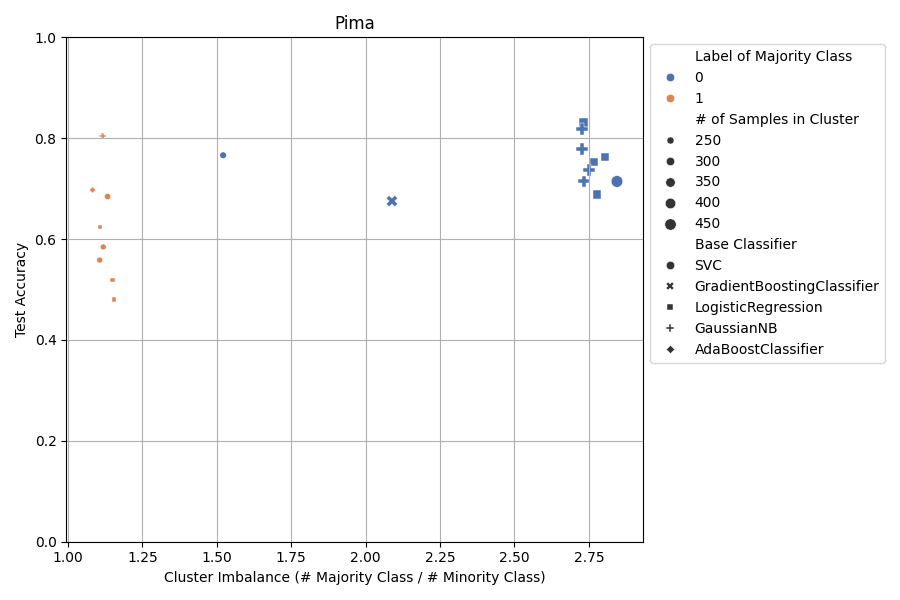 Pima
1.0
0.8
0.6
0.4
0.2
0.0
Test Accuracy
1.00
1.25
1.50
1.75
2.00
2.25
2.50
2.75
Cluster Imbalance (# Majority Class / # Minority Class)
Label of Majority Class
0
1
# of Samples in Cluster
250
300
350
400
450
Base Classifier
SVC
GradientBoostingClassifier
LogisticRegression
GaussianNB
AdaBoostClassifier